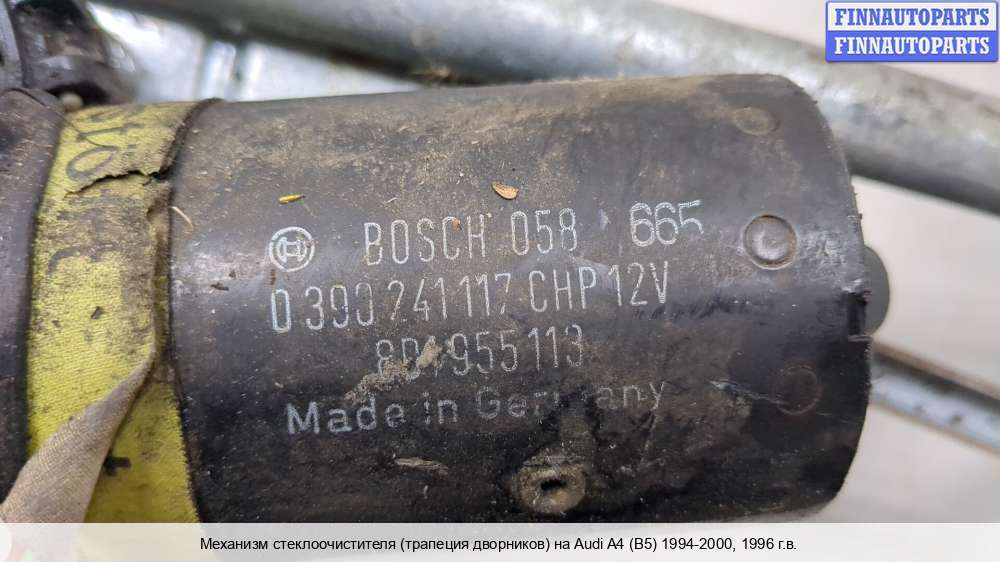 FINNAUTOPARTS
FINNAUTOPARTS
BOSCH 058 665
0 390 241 117 CHP 12V
8D1955113
Made in Germany
Механизм стеклоочистителя (трапеция дворников) на Audi A4 (B5) 1994-2000, 1996 г.в.